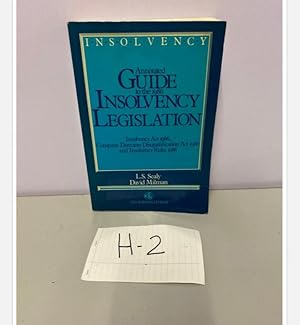 INSOLVENCY
Annotated
GUIDE
to the 1986
INSOLVENCY
LEGISLATION
Insolvency Act 1986,
Company Directors Disqualification Act 1986
and Insolvency Rules 1986
L.S. Sealy
David Milman
H-2